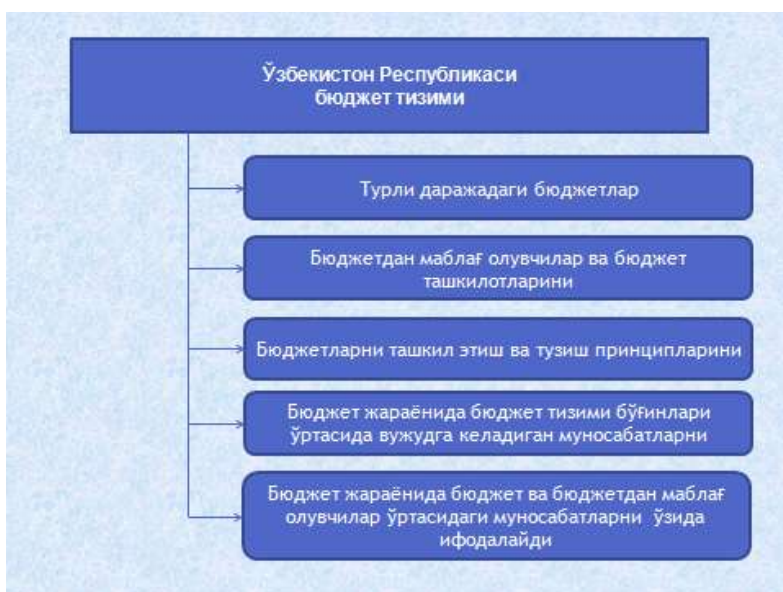 Ўзбекистон Республикаси
бюджет тизими
Турли даражадаги бюджетлар
Бюджетдан маблағ олувчилар ва бюджет
ташкилотларини
Бюджетларни ташкил этиш ва тузиш принципларини
Бюджет жараёнида бюджет тизими бўғинлари
ўртасида вужудга келадиган муносабатларни
Бюджет жараёнида бюджет ва бюджетдан маблағ
олувчилар ўртасидаги муносабатларни ўзида
ифодалайди